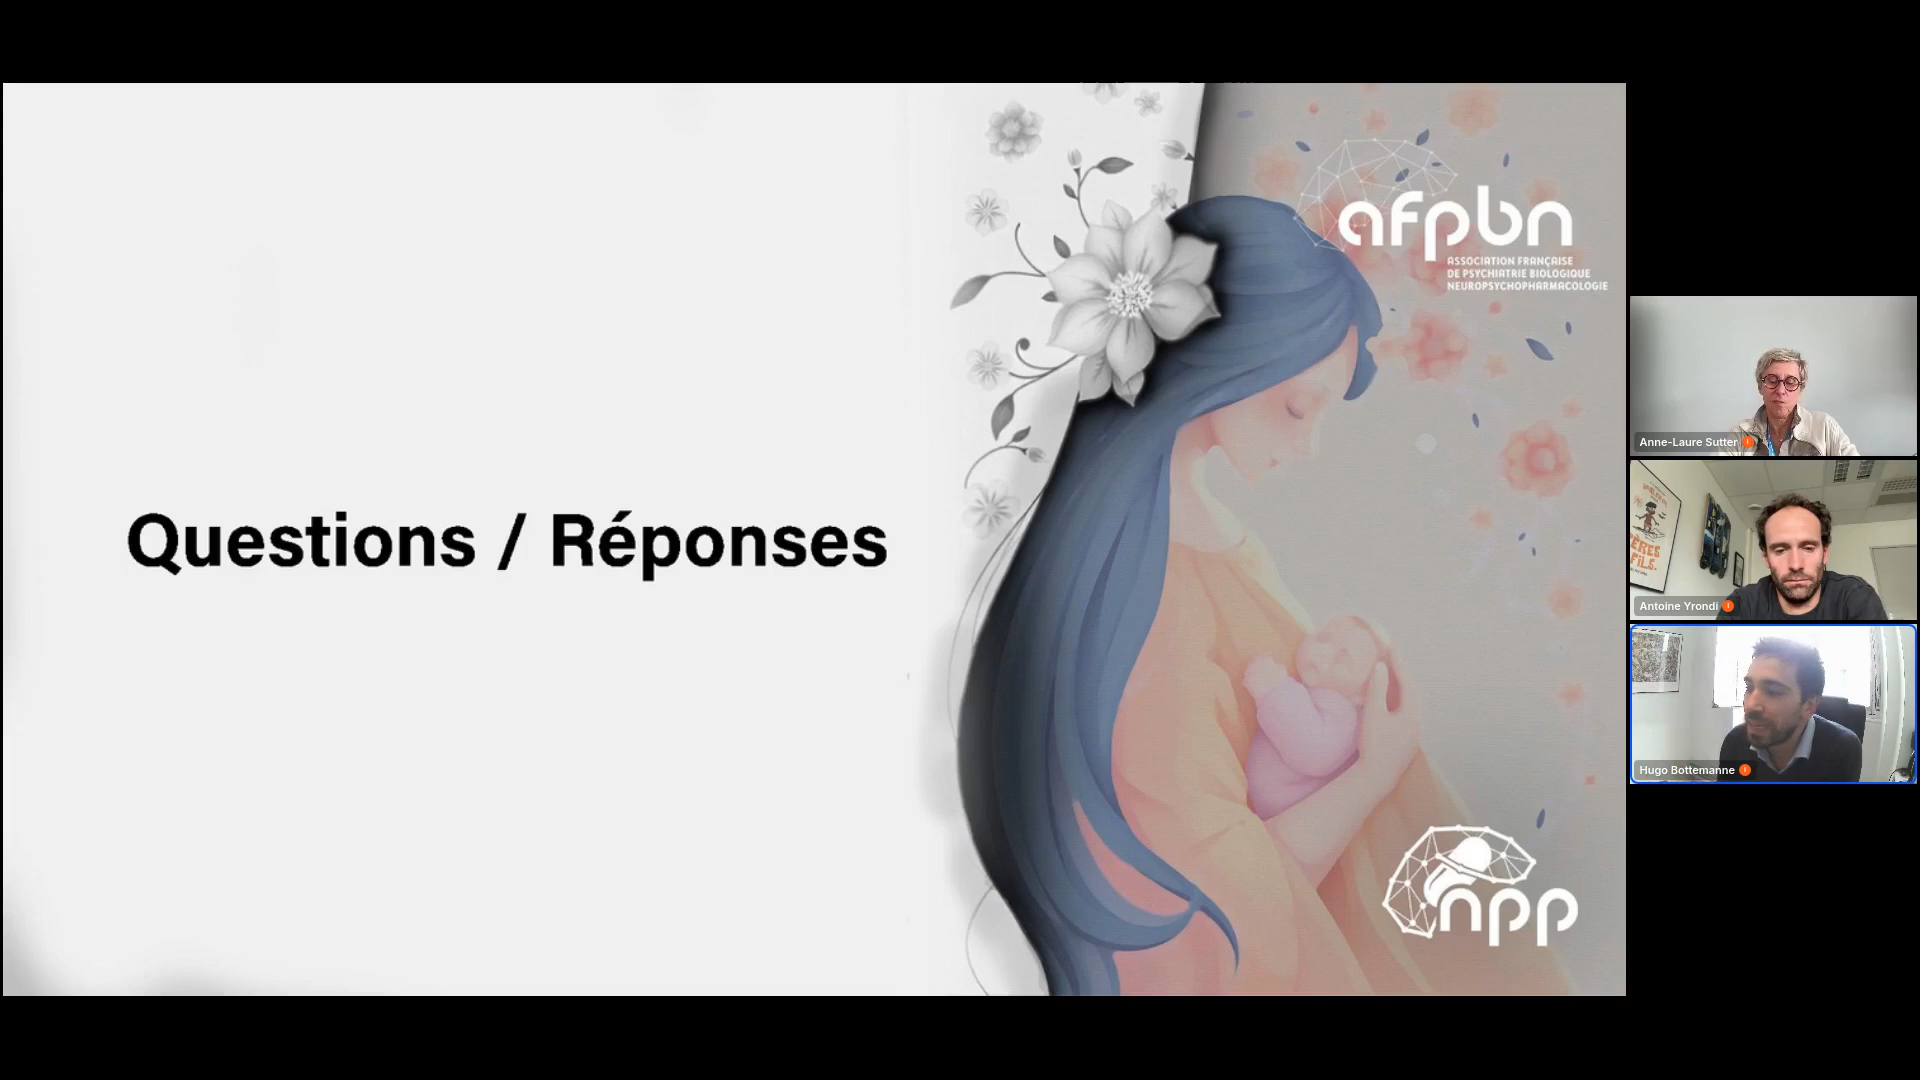 Questions / Réponses
afpbn
ASSOCIATION FRANÇAISE
DE PSYCHIATRIE BIOLOGIQUE
NEUROPSYCHOPHARMACOLOGIE
npp
Anne-Laure Sutter
Antoine Yrondi
Hugo Bottemanne